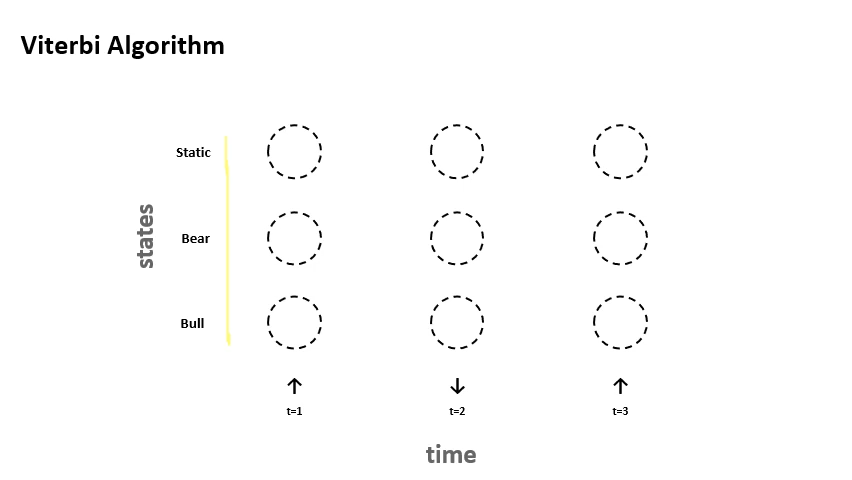 Viterbi Algorithm
Static
states
Bear
Bull
↑ ↓ ↑
t=1 t=2 t=3
time